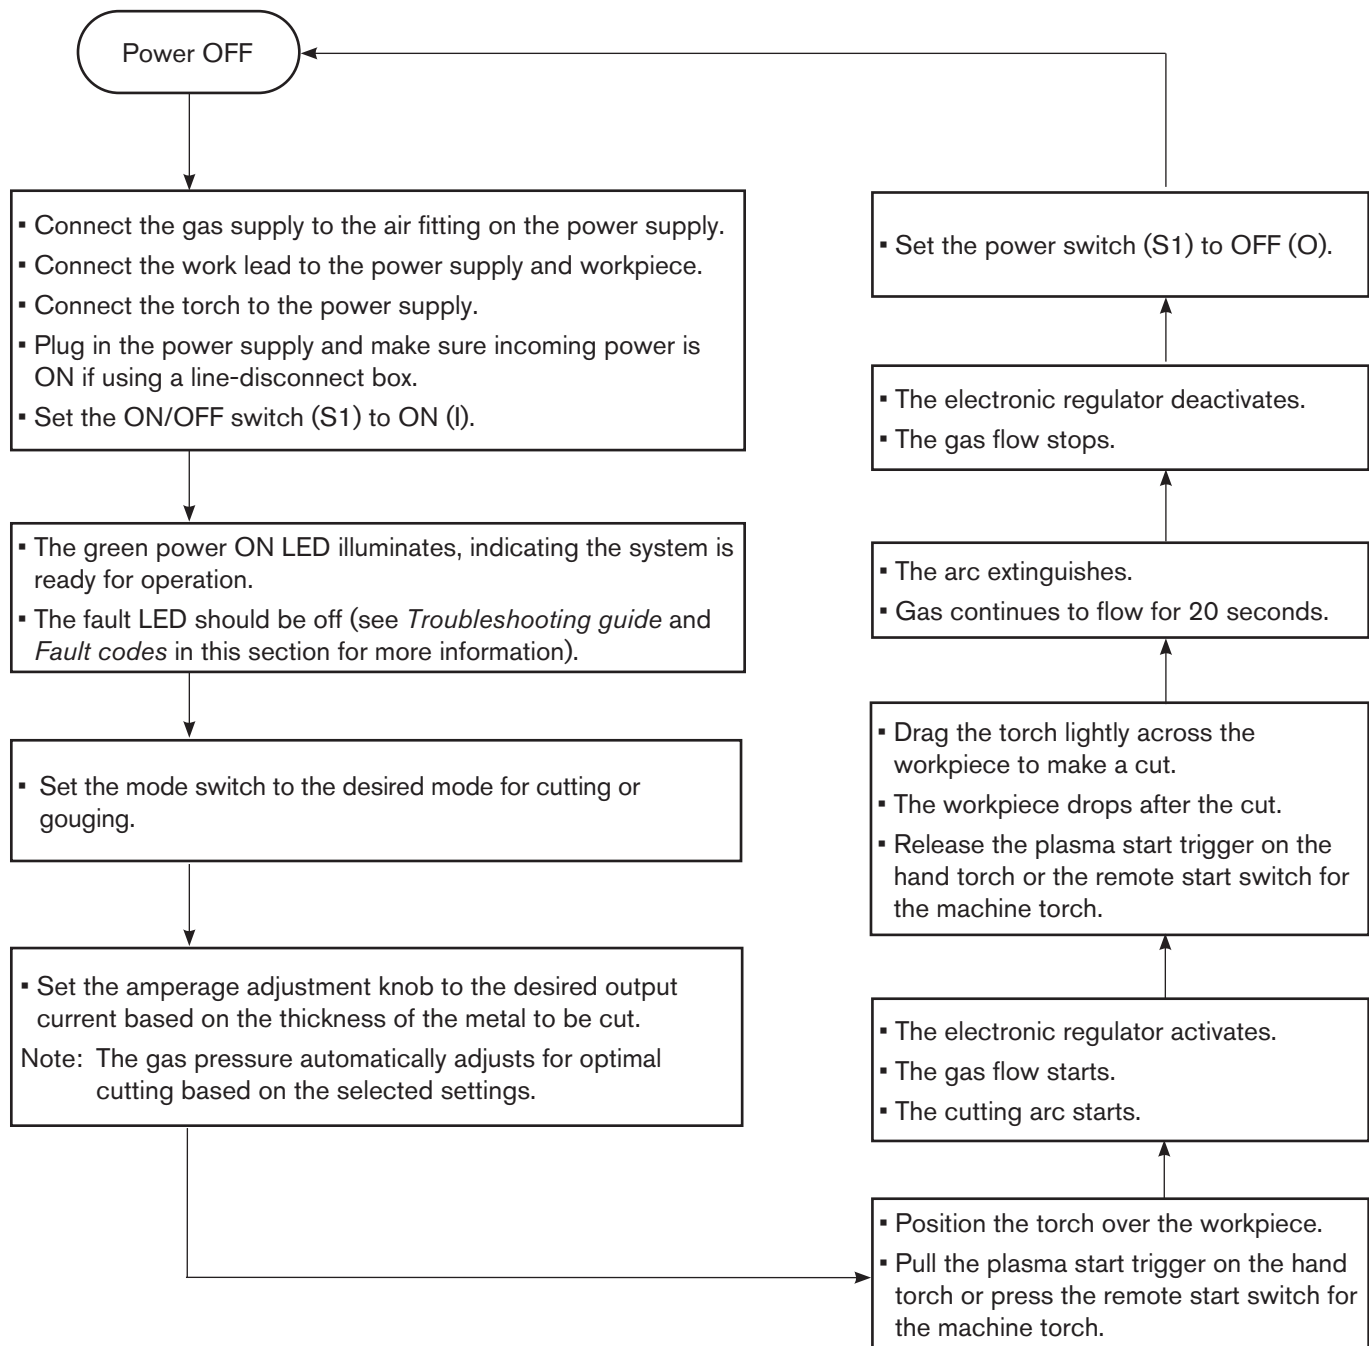 Power OFF
▪ Connect the gas supply to the air fitting on the power supply.
▪ Connect the work lead to the power supply and workpiece.
▪ Connect the torch to the power supply.
▪ Plug in the power supply and make sure incoming power is
ON if using a line-disconnect box.
▪ Set the ON/OFF switch (S1) to ON (I).
▪ The green power ON LED illuminates, indicating the system is
ready for operation.
▪ The fault LED should be off (see Troubleshooting guide and
Fault codes in this section for more information).
▪ Set the mode switch to the desired mode for cutting or
gouging.
▪ Set the amperage adjustment knob to the desired output
current based on the thickness of the metal to be cut.
Note: The gas pressure automatically adjusts for optimal
cutting based on the selected settings.
▪ Position the torch over the workpiece.
▪ Pull the plasma start trigger on the hand
torch or press the remote start switch for
the machine torch.
▪ The electronic regulator activates.
▪ The gas flow starts.
▪ The cutting arc starts.
▪ Drag the torch lightly across the
workpiece to make a cut.
▪ The workpiece drops after the cut.
▪ Release the plasma start trigger on the
hand torch or the remote start switch for
the machine torch.
▪ The arc extinguishes.
▪ Gas continues to flow for 20 seconds.
▪ The electronic regulator deactivates.
▪ The gas flow stops.
▪ Set the power switch (S1) to OFF (O).